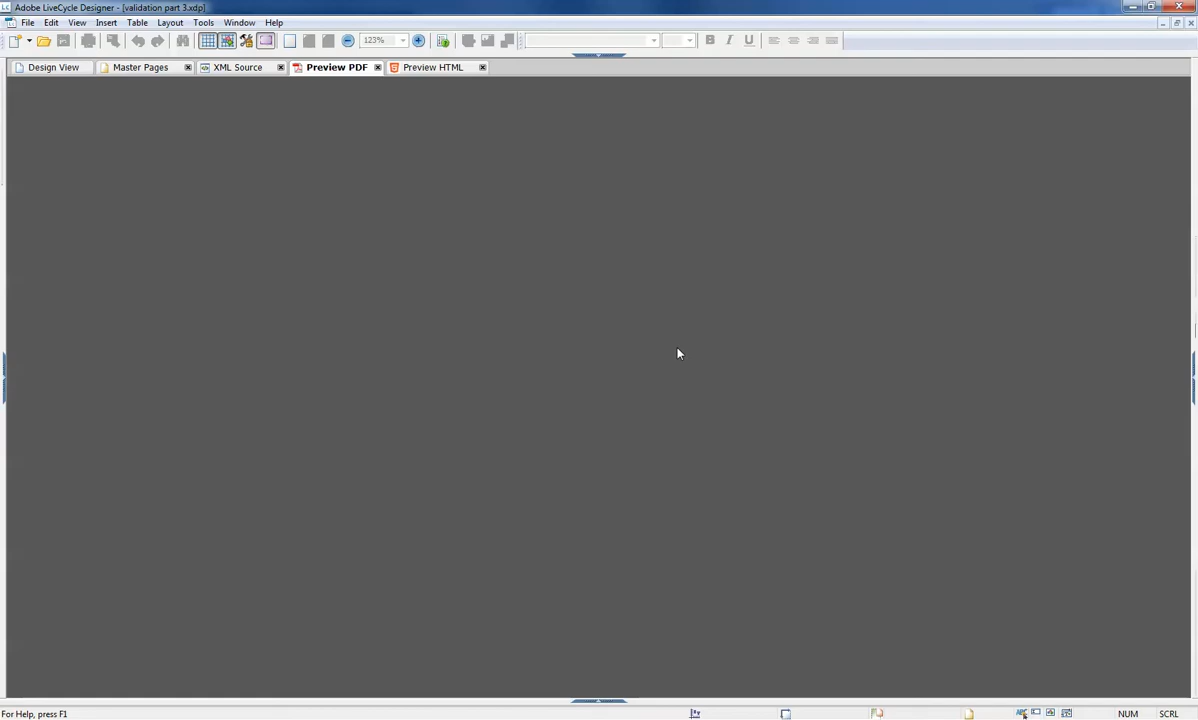 Adobe LiveCycle Designer - [validation part 3.xdp]
File Edit View Insert Table Layout Tools Window Help
123%
B I U
Design View Master Pages XML Source Preview PDF Preview HTML
For Help, press F1 NUM SCRL